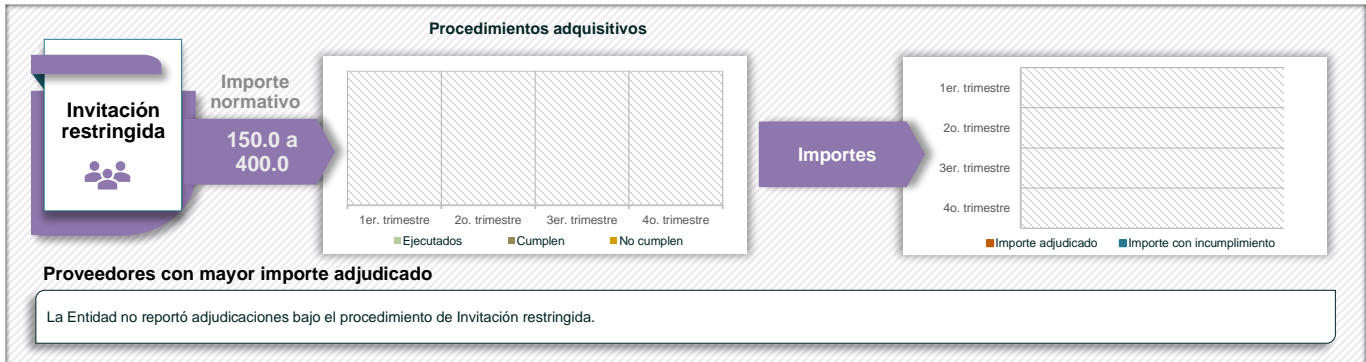 Procedimientos adquisitivos
Invitación
restringida
Importe
normativo
150.0 a
400.0
1er. trimestre 2o. trimestre 3er. trimestre 4o. trimestre
Ejecutados Cumplen No cumplen
Importes
1er. trimestre
2o. trimestre
3er. trimestre
4o. trimestre
Importe adjudicado Importe con incumplimiento
Proveedores con mayor importe adjudicado
La Entidad no reportó adjudicaciones bajo el procedimiento de Invitación restringida.